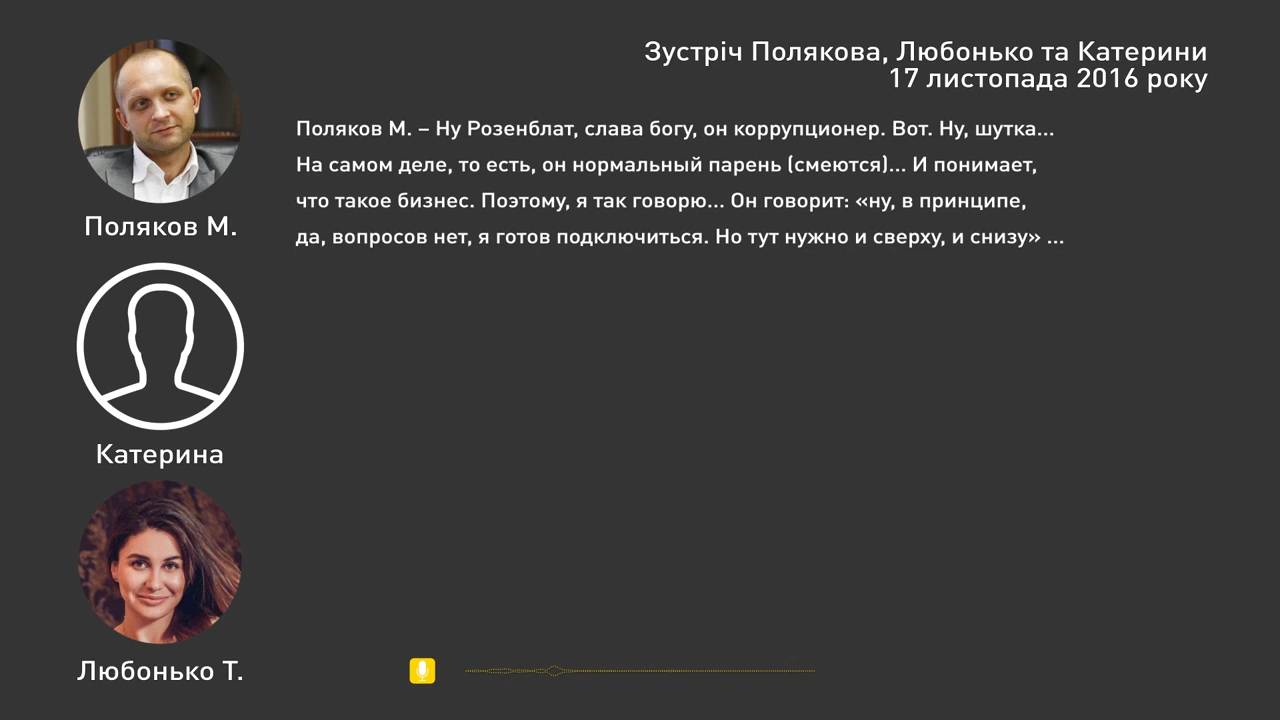 Зустріч Полякова, Любонько та Катерини
17 листопада 2016 року
Поляков М. – Ну Розенблат, слава богу, он коррупционер. Вот. Ну, шутка...
На самом деле, то есть, он нормальный парень (смеются)... И понимает,
что такое бизнес. Поэтому, я так говорю... Он говорит: «ну, в принципе,
да, вопросов нет, я готов подключиться. Но тут нужно и сверху, и снизу» ...
Поляков М.
Катерина
Любонько Т.